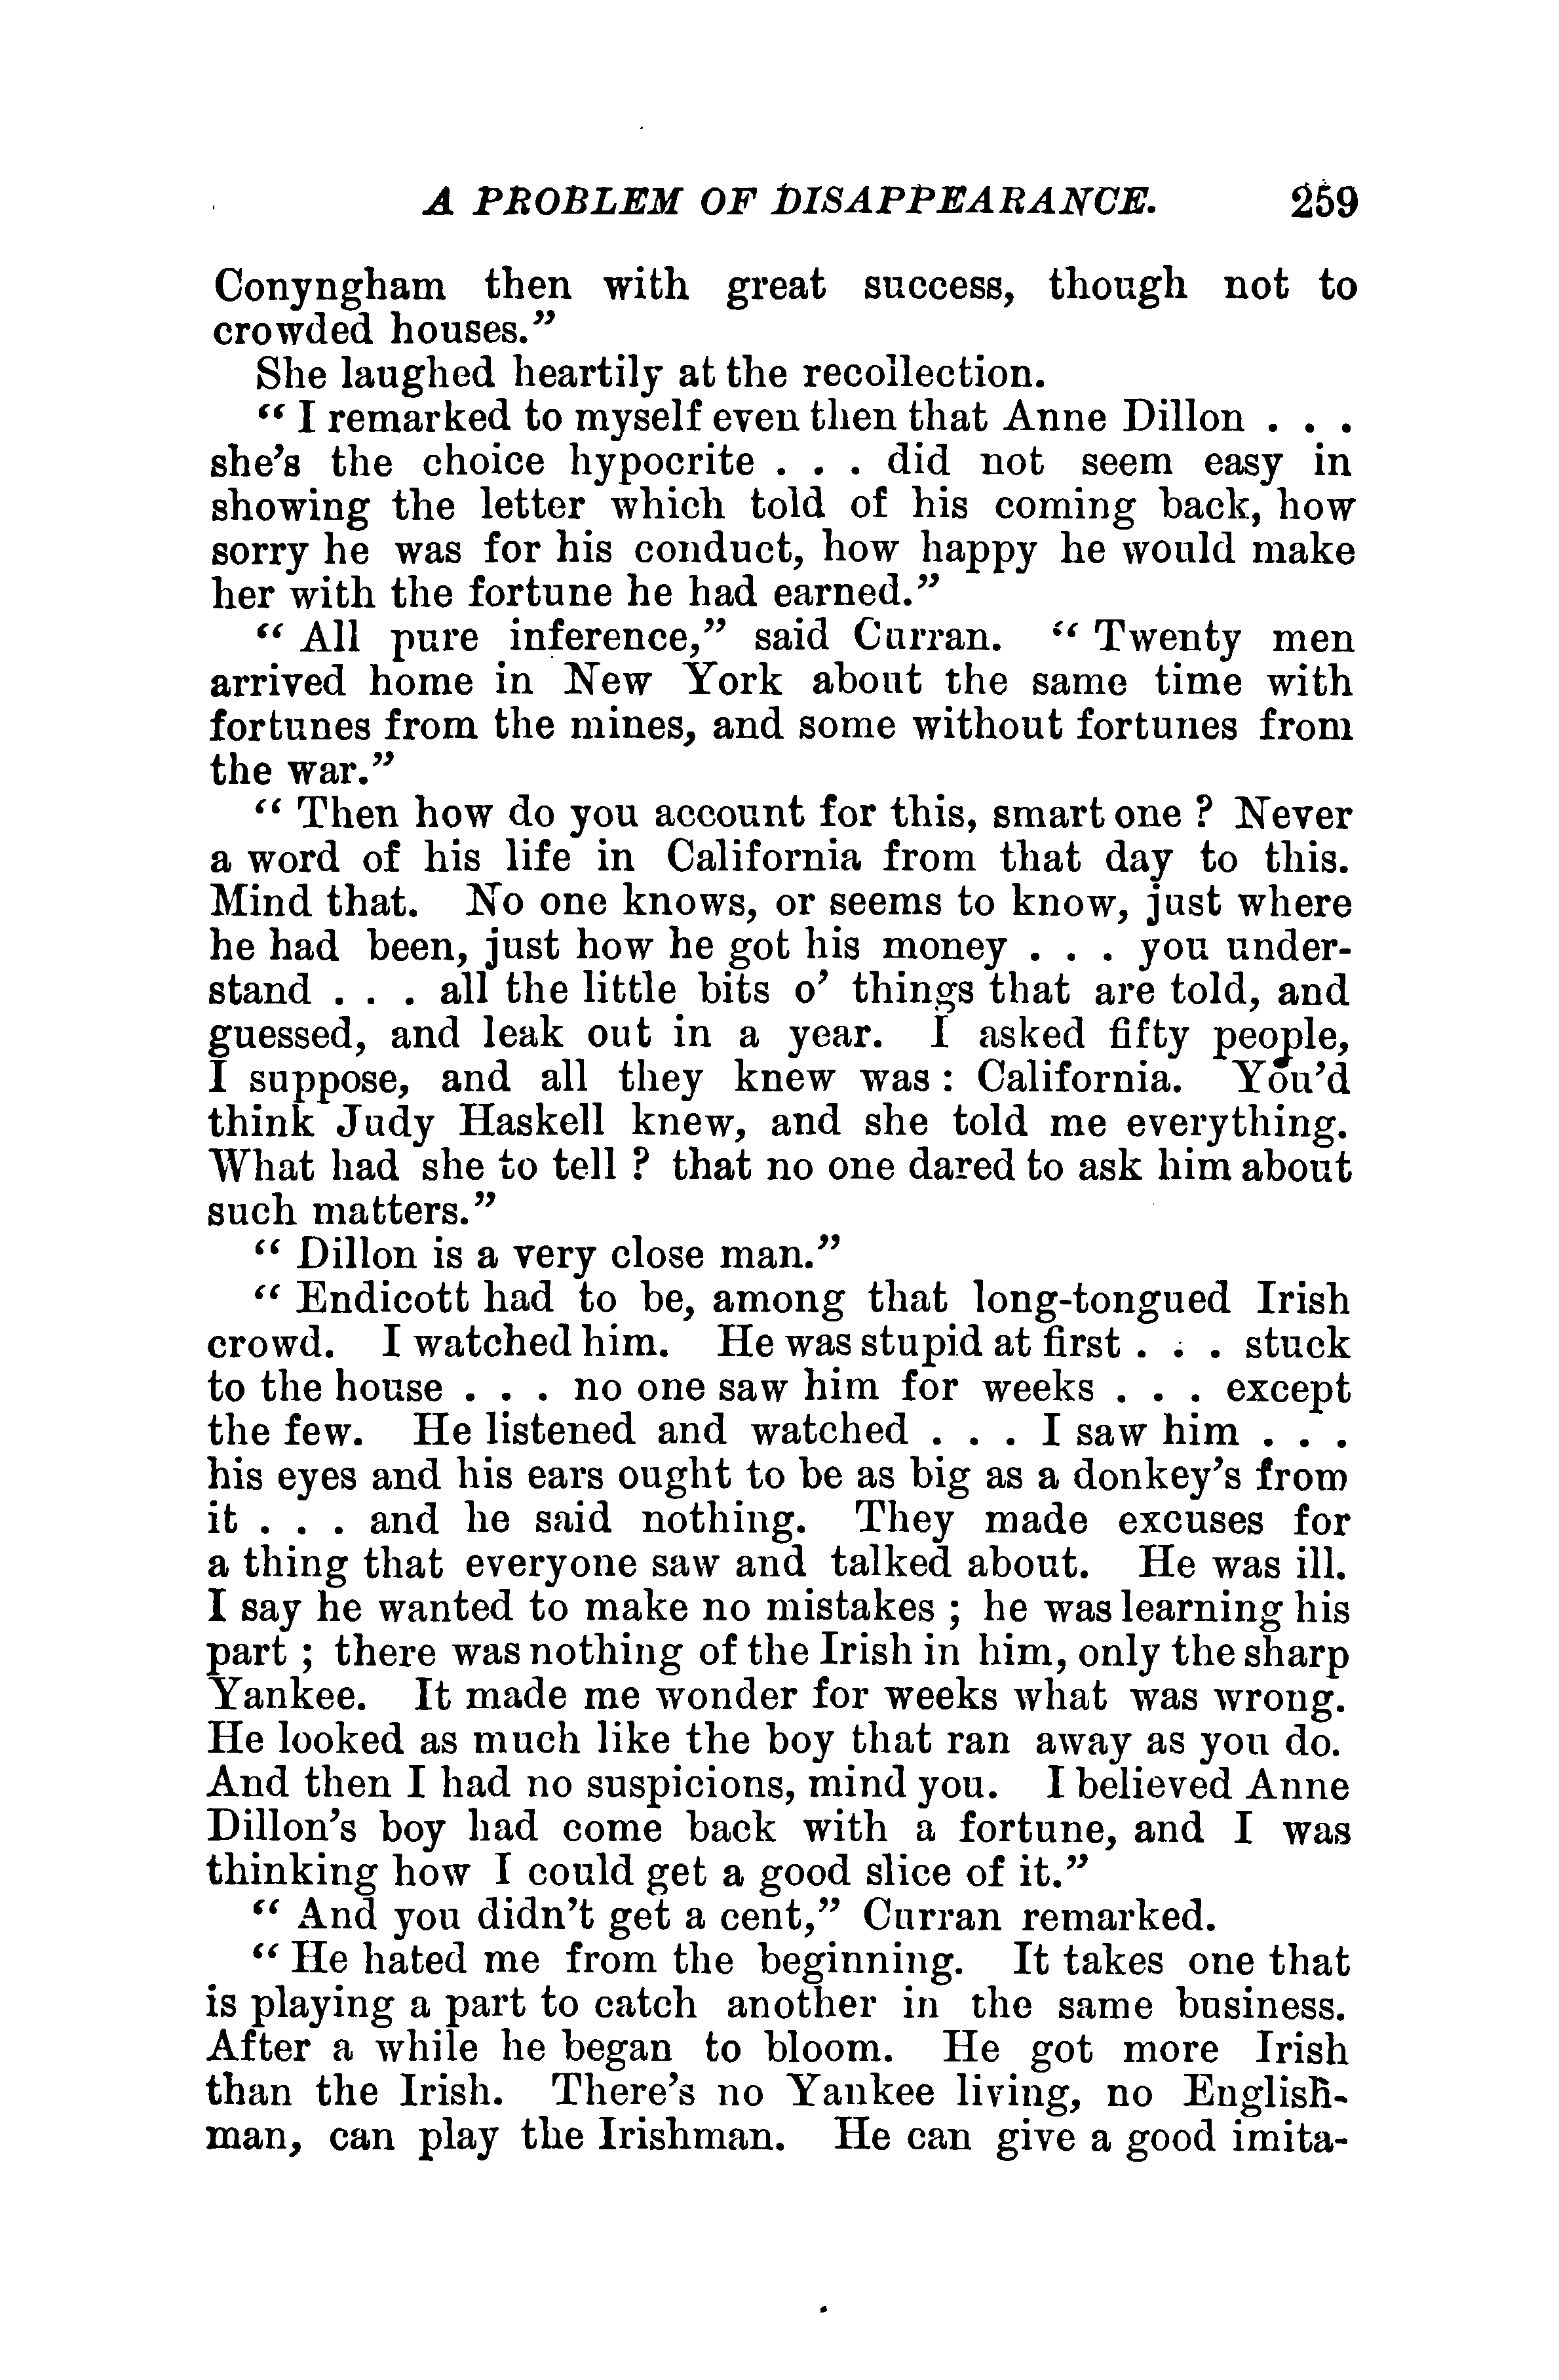 A PROBLEM OF DISAPPEARANCE. 259
Conyngham then with great success, though not to
crowded houses.”
She laughed heartily at the recollection.
“ I remarked to myself even then that Anne Dillon . . .
she’s the choice hypocrite . . . did not seem easy in
showing the letter which told of his coming back, how
sorry he was for his conduct, how happy he would make
her with the fortune he had earned.”
“ All pure inference,” said Curran. “ Twenty men
arrived home in New York about the same time with
fortunes from the mines, and some without fortunes from
the war.”
“ Then how do you account for this, smart one ? Never
a word of his life in California from that day to this.
Mind that. No one knows, or seems to know, just where
he had been, just how he got his money . . . you under-
stand . . . all the little bits o’ things that are told, and
guessed, and leak out in a year. I asked fifty people,
I suppose, and all they knew was : California. You’d
think Judy Haskell knew, and she told me everything.
What had she to tell ? that no one dared to ask him about
such matters.”
“ Dillon is a very close man.”
“ Endicott had to be, among that long-tongued Irish
crowd. I watched him. He was stupid at first . . . stuck
to the house . . . no one saw him for weeks . . . except
the few. He listened and watched . . . I saw him . . .
his eyes and his ears ought to be as big as a donkey’s from
it . . . and he said nothing. They made excuses for
a thing that everyone saw and talked about. He was ill.
I say he wanted to make no mistakes ; he was learning his
part ; there was nothing of the Irish in him, only the sharp
Yankee. It made me wonder for weeks what was wrong.
He looked as much like the boy that ran away as you do.
And then I had no suspicions, mind you. I believed Anne
Dillon’s boy had come back with a fortune, and I was
thinking how I could get a good slice of it.”
“ And you didn’t get a cent,” Curran remarked.
“ He hated me from the beginning. It takes one that
is playing a part to catch another in the same business.
After a while he began to bloom. He got more Irish
than the Irish. There’s no Yankee living, no English-
man, can play the Irishman. He can give a good imita-